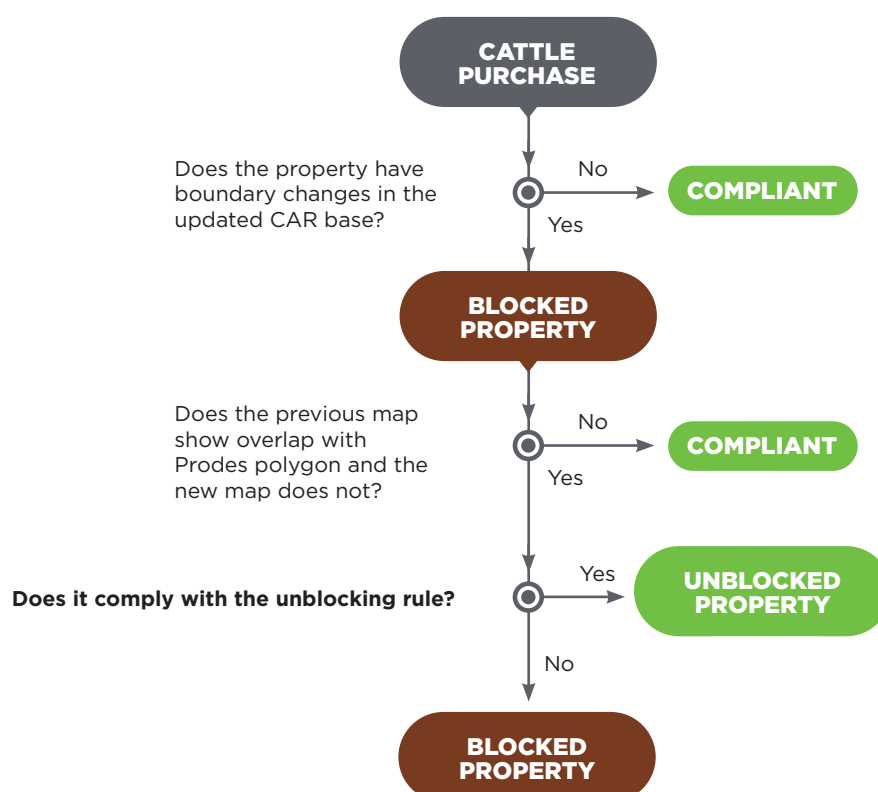 CATTLE
PURCHASE
Does the property have
boundary changes in the
updated CAR base?
No
COMPLIANT
Yes
BLOCKED
PROPERTY
Does the previous map
show overlap with
Prodes polygon and the
new map does not?
No
COMPLIANT
Yes
Does it comply with the unblocking rule?
Yes
UNBLOCKED
PROPERTY
No
BLOCKED
PROPERTY